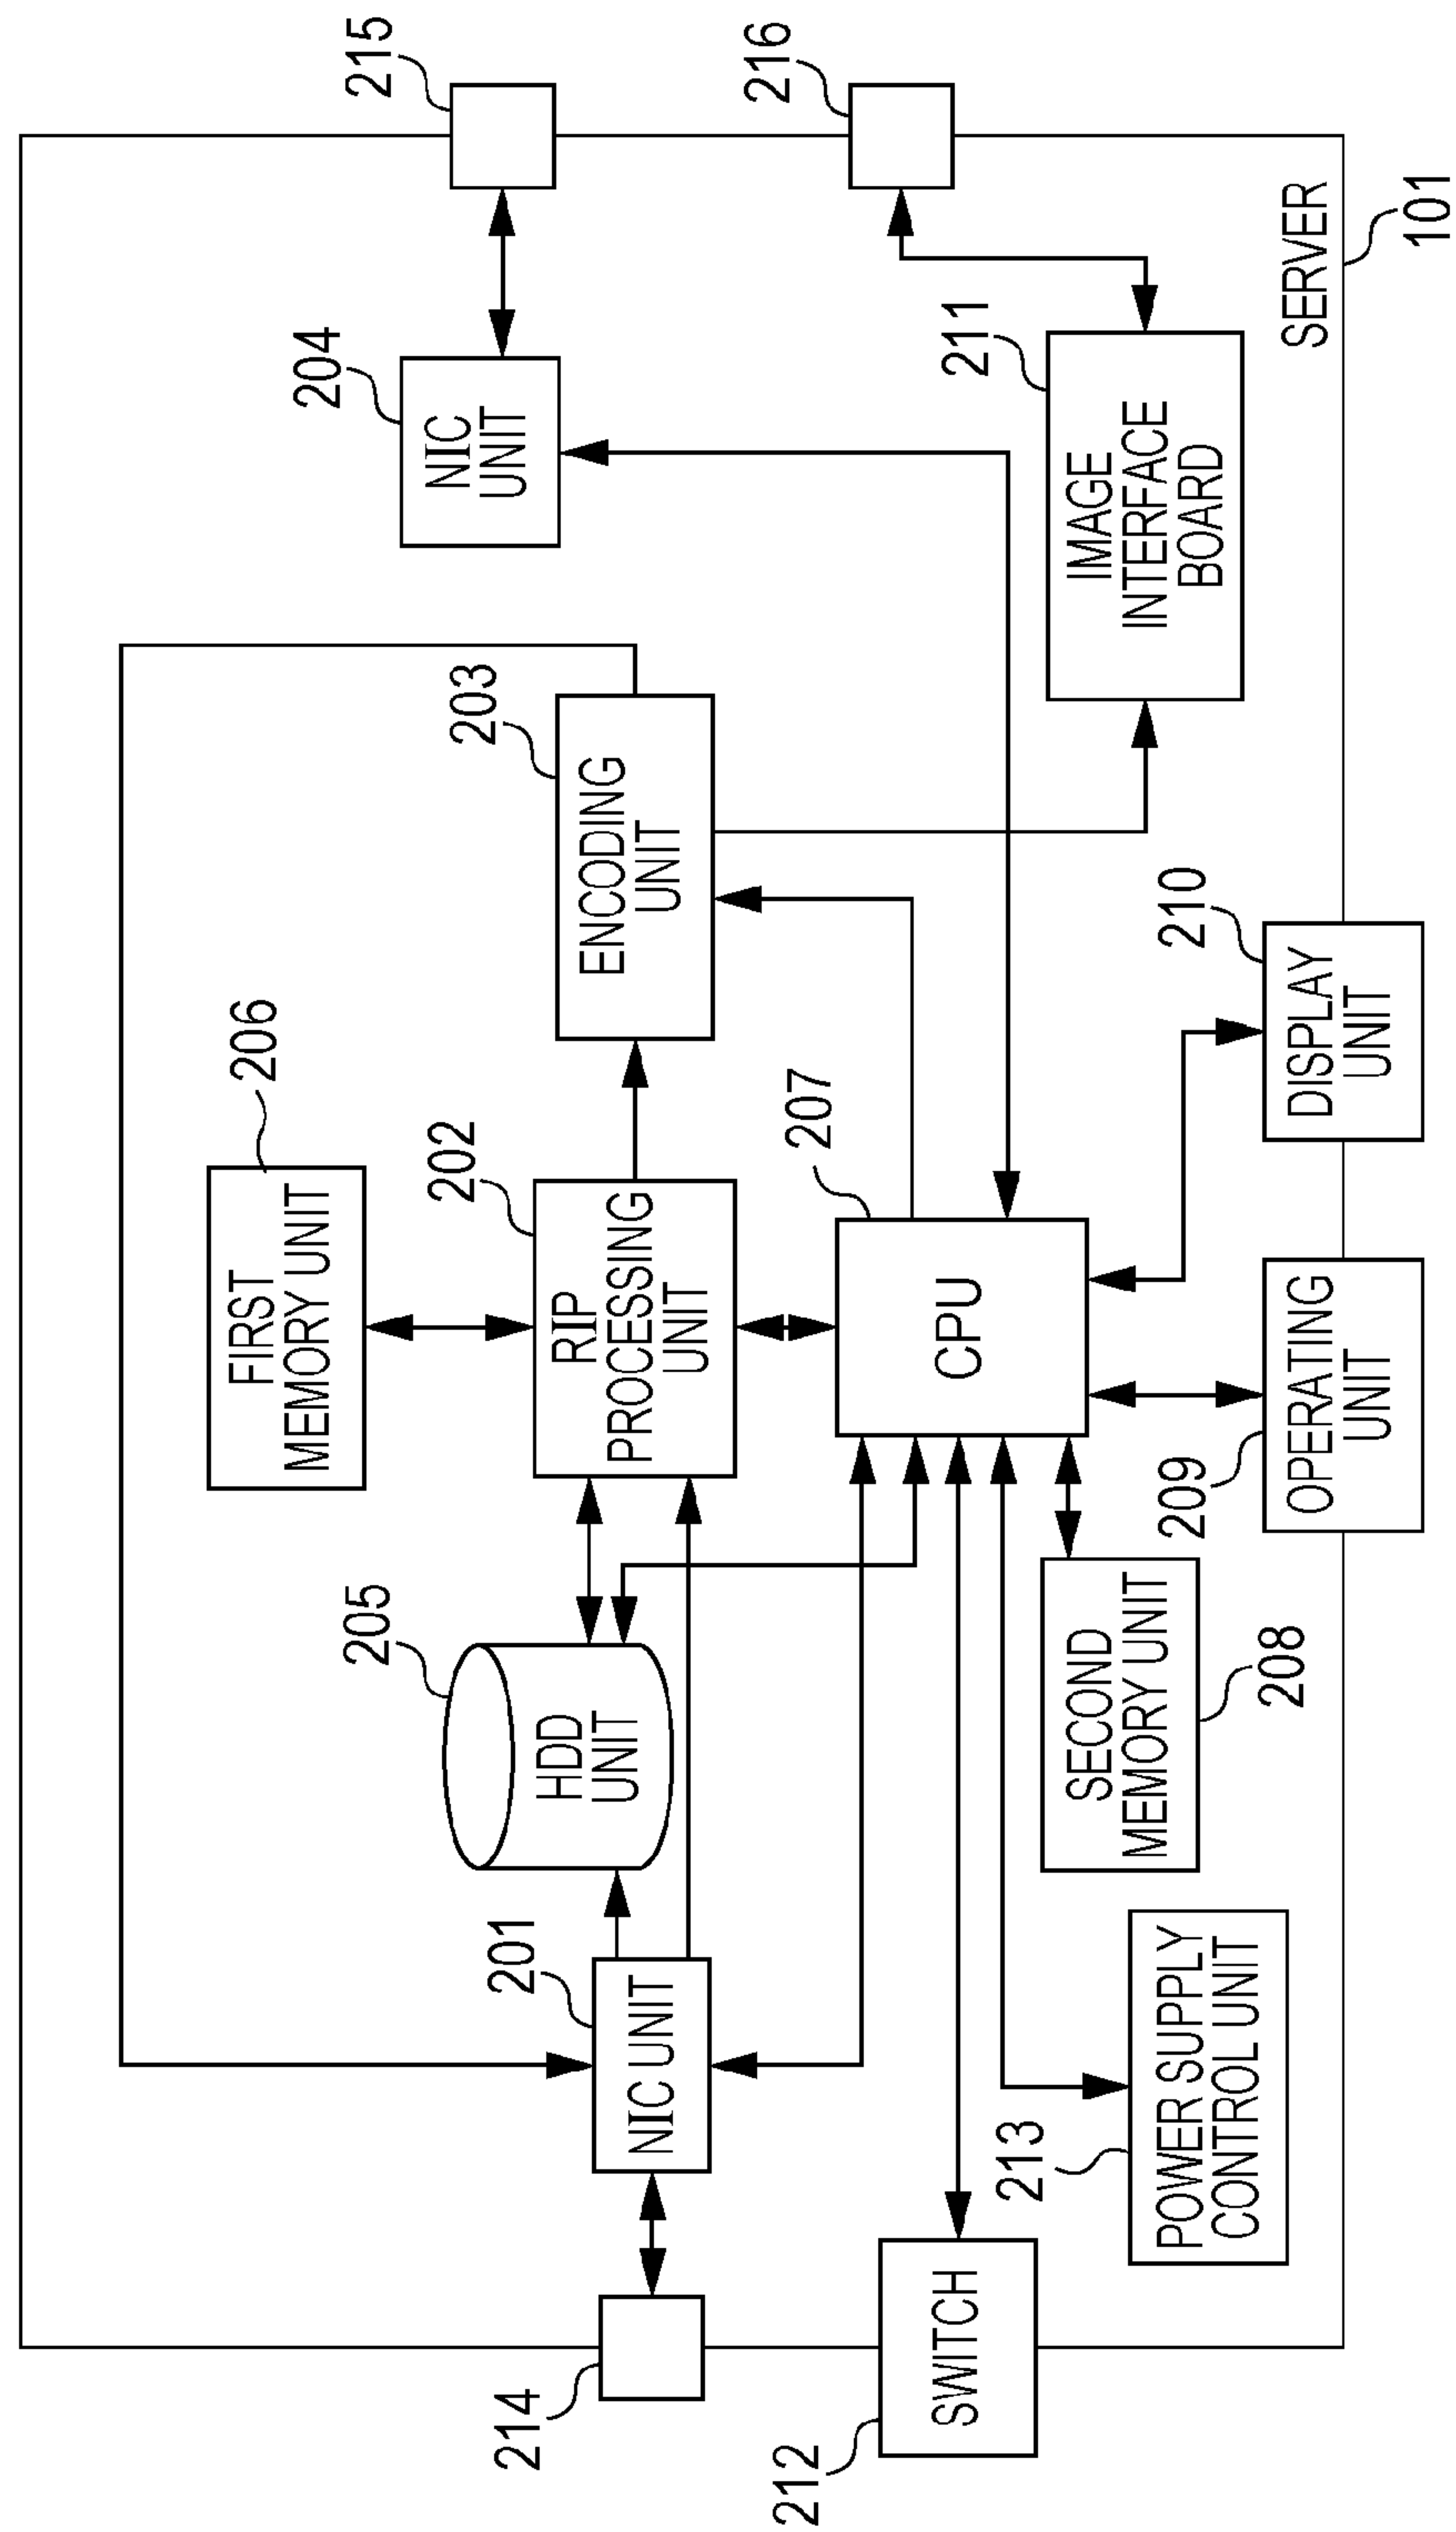 215
216
204
NIC
UNIT
211
IMAGE
INTERFACE
BOARD
SERVER
101
203
ENCODING
UNIT
206
FIRST
MEMORY UNIT
202
RIP
PROCESSING
UNIT
207
CPU
210
DISPLAY
UNIT
209
OPERATING
UNIT
205
HDD
UNIT
208
SECOND
MEMORY UNIT
201
NIC UNIT
213
POWER SUPPLY
CONTROL UNIT
214
212
SWITCH